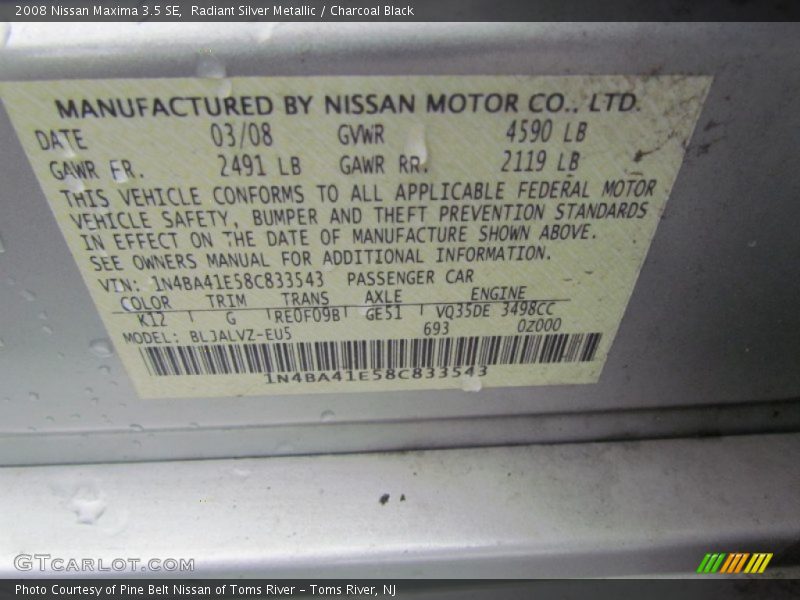 2008 Nissan Maxima 3.5 SE, Radiant Silver Metallic / Charcoal Black
MANUFACTURED BY NISSAN MOTOR CO., LTD.
DATE 03/08 GVWR 4590 LB
GAWR FR. 2491 LB GAWR RR. 2119 LB
THIS VEHICLE CONFORMS TO ALL APPLICABLE FEDERAL MOTOR
VEHICLE SAFETY, BUMPER AND THEFT PREVENTION STANDARDS
IN EFFECT ON THE DATE OF MANUFACTURE SHOWN ABOVE.
SEE OWNERS MANUAL FOR ADDITIONAL INFORMATION.
VIN: 1N4BA41E58C833543 PASSENGER CAR
COLOR TRIM TRANS AXLE ENGINE
K12 G RE0F09B GE51 VQ35DE 3498CC
MODEL: BLJALVZ-EU5 693 0Z000
1N4BA41E58C833543
GTCarLot.com
Photo Courtesy of Pine Belt Nissan of Toms River – Toms River, NJ